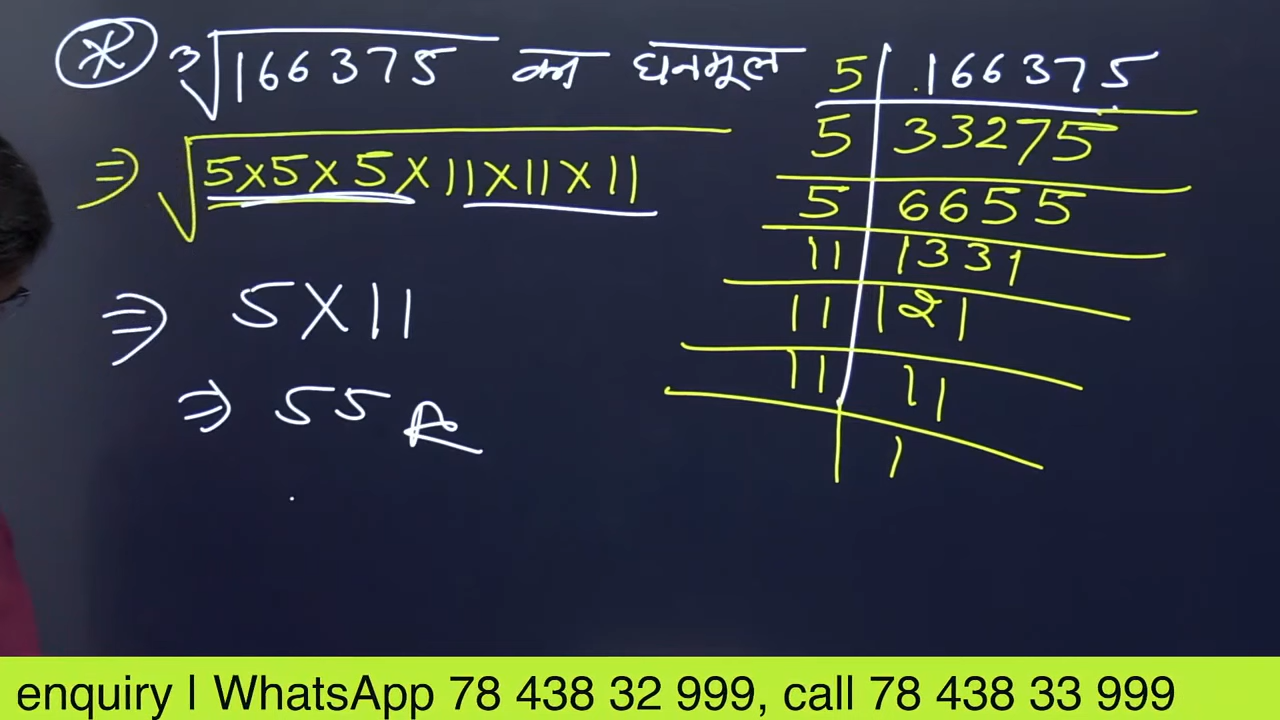 * ∛166375 का घनमूल
⇒ √5×5×5×11×11×11
⇒ 5×11
⇒ 55
5 | 166375
5 | 33275
5 | 6655
11 | 1331
11 | 1२1
11 | 11
| 1
enquiry | WhatsApp 78 438 32 999, call 78 438 33 999